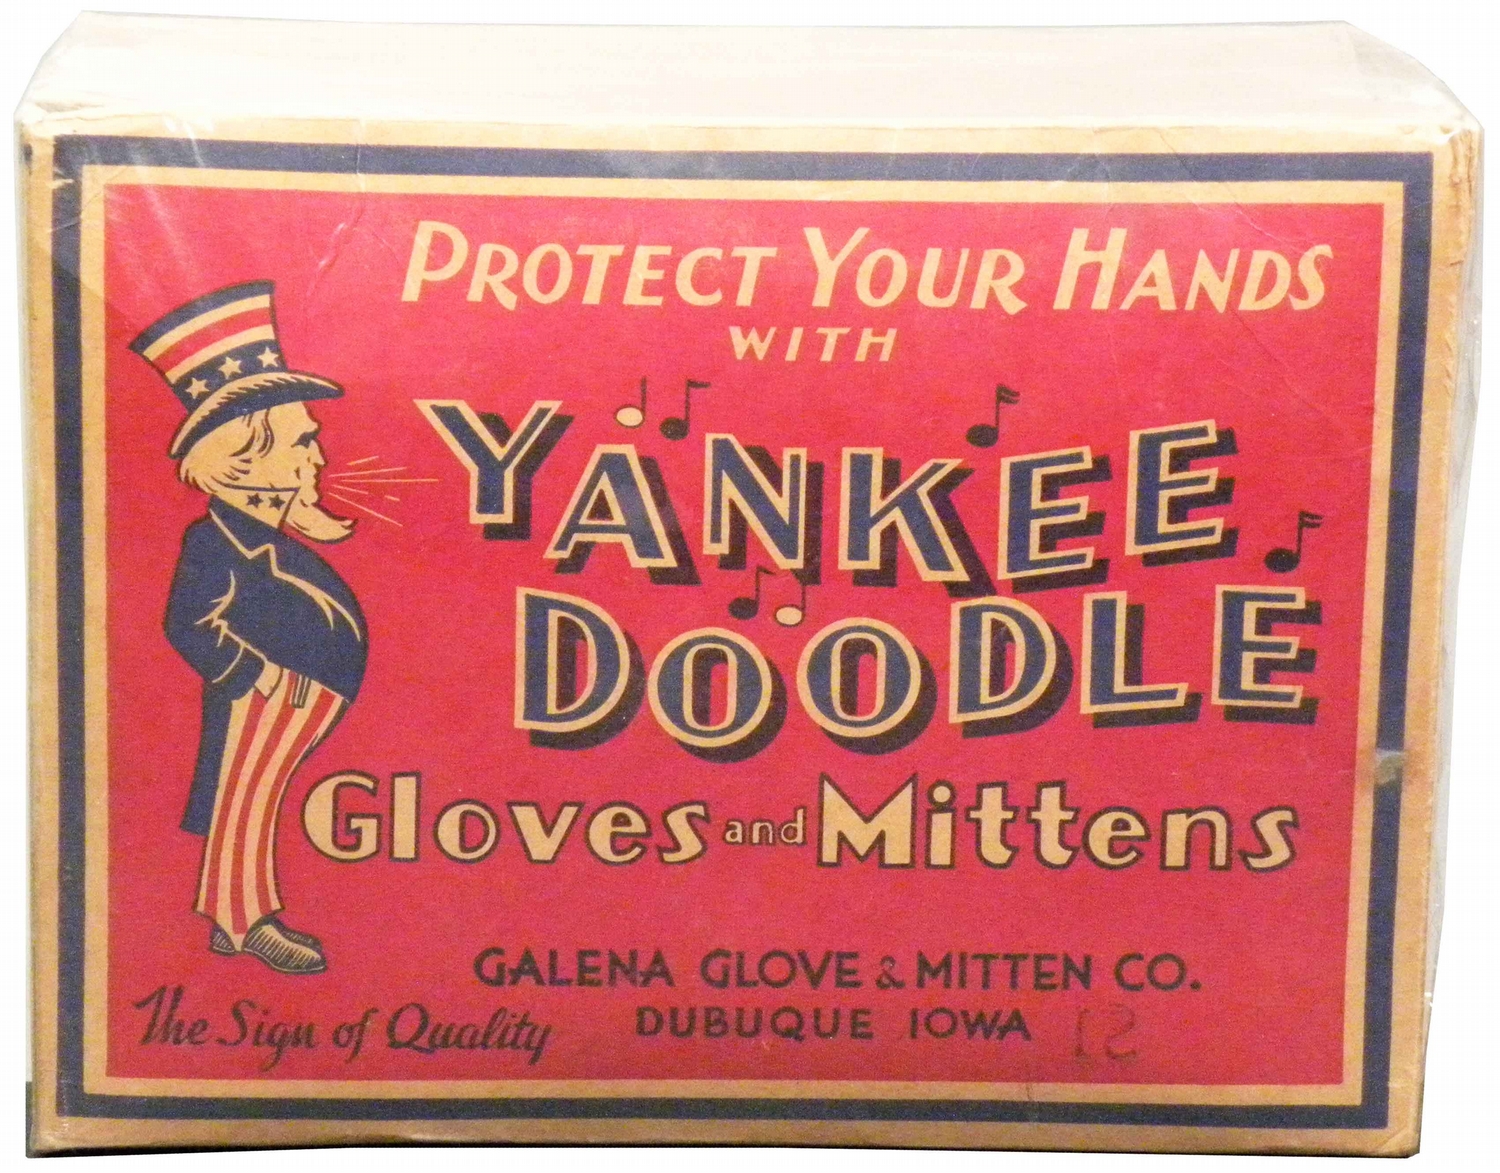 PROTECT YOUR HANDS
WITH
YANKEE
DOODLE
Gloves and Mittens
GALENA GLOVE & MITTEN CO.
DUBUQUE IOWA
The Sign of Quality